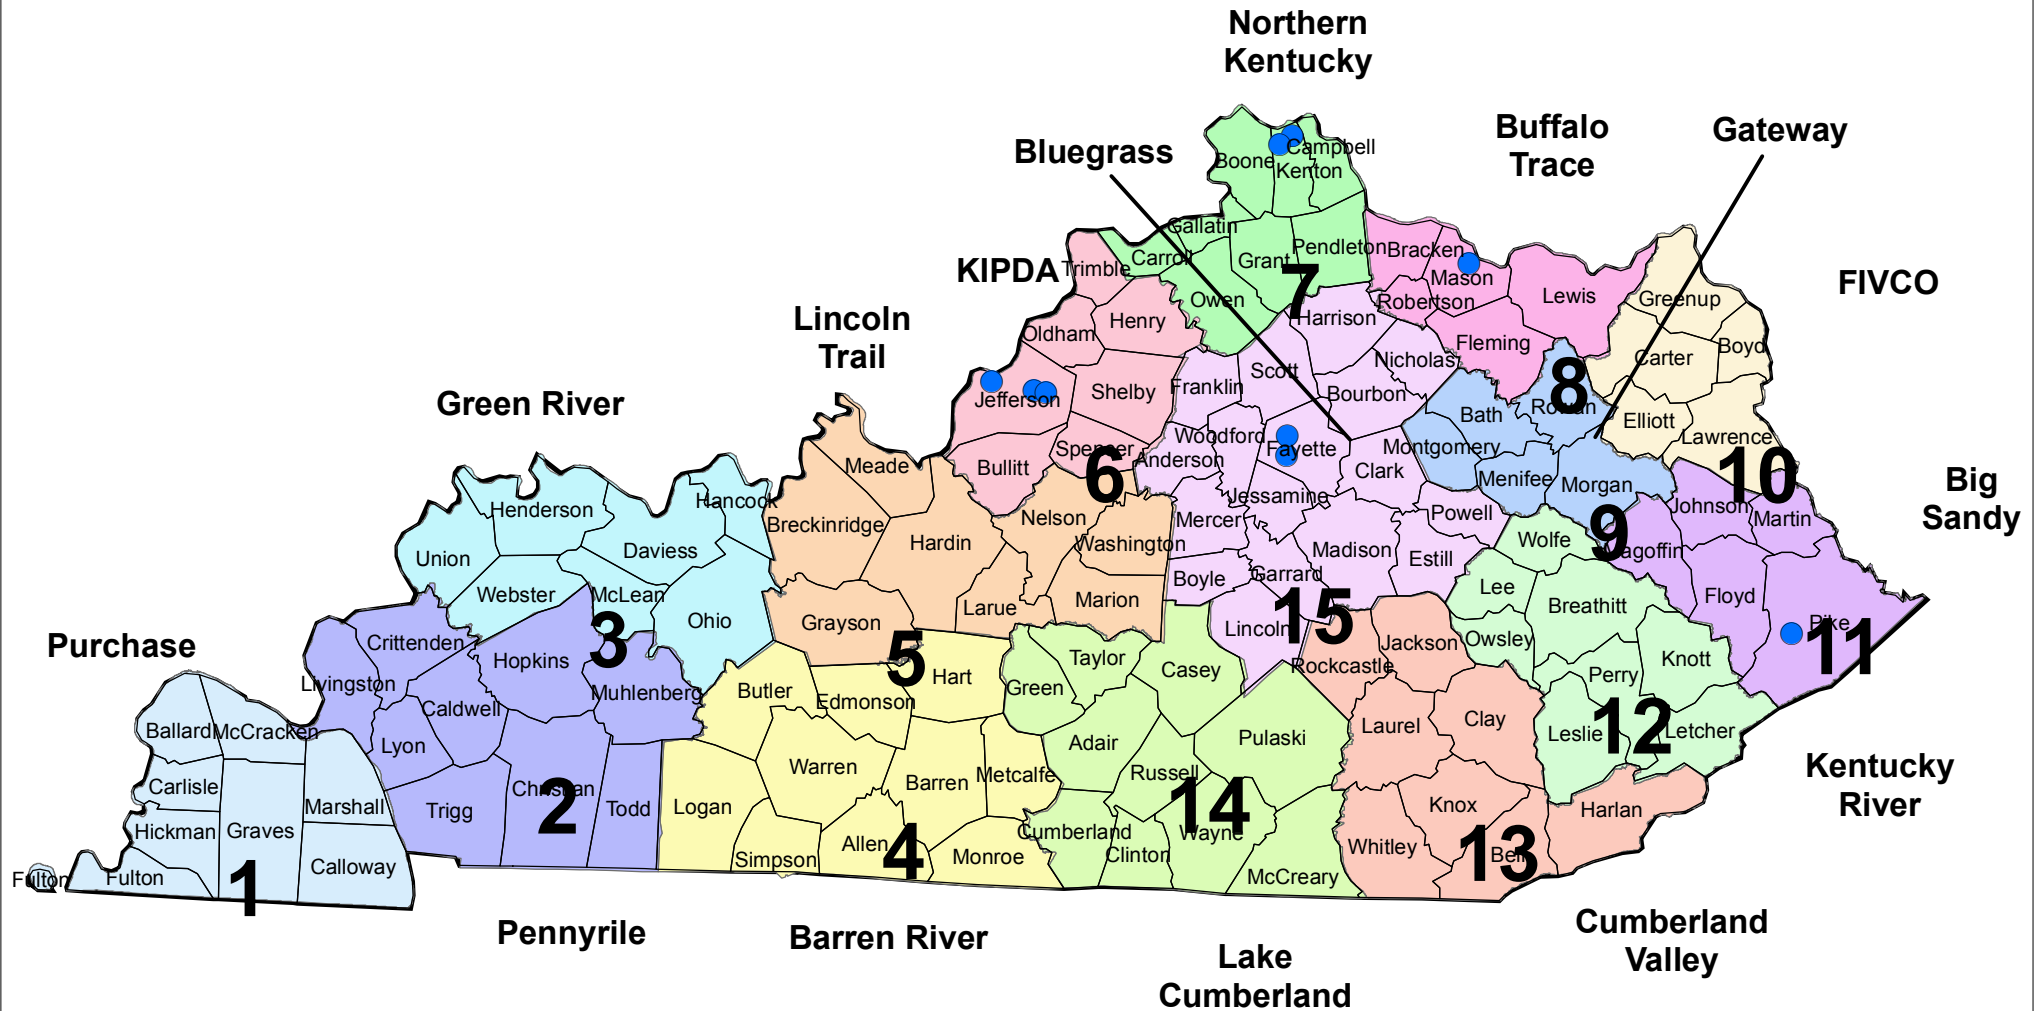 Northern
Kentucky
Buffalo
Trace
Gateway
Bluegrass
KIPDA
FIVCO
Lincoln
Trail
Green River
Big
Sandy
Purchase
Kentucky
River
Pennyrile
Barren River
Lake
Cumberland
Cumberland
Valley
Boone
Campbell
Kenton
Gallatin
Carroll
Grant
Pendleton
Owen
7
Trimble
Henry
Oldham
Jefferson
Shelby
Spencer
Bullitt
6
Bracken
Mason
Robertson
Lewis
Fleming
8
Greenup
Carter
Boyd
Elliott
Lawrence
10
Rowan
Bath
Montgomery
Menifee
Morgan
9
Harrison
Nicholas
Scott
Franklin
Bourbon
Woodford
Fayette
Anderson
Clark
Jessamine
Mercer
Powell
Madison
Estill
Boyle
Garrard
Lincoln
15
Johnson
Martin
Magoffin
Floyd
Pike
11
Wolfe
Lee
Breathitt
Owsley
Perry
Knott
Leslie
Letcher
12
Meade
Breckinridge
Hardin
Nelson
Washington
Marion
Larue
Grayson
5
Hancock
Henderson
Daviess
Union
Webster
McLean
Ohio
3
Crittenden
Livingston
Hopkins
Muhlenberg
Caldwell
Lyon
Trigg
Christian
Todd
2
Ballard
McCracken
Carlisle
Marshall
Hickman
Graves
Calloway
Fulton
Fulton
1
Butler
Edmonson
Hart
Warren
Barren
Metcalfe
Logan
Simpson
Allen
Monroe
4
Green
Taylor
Casey
Adair
Pulaski
Russell
Cumberland
Clinton
Wayne
McCreary
14
Rockcastle
Jackson
Laurel
Clay
Knox
Whitley
Bell
Harlan
13